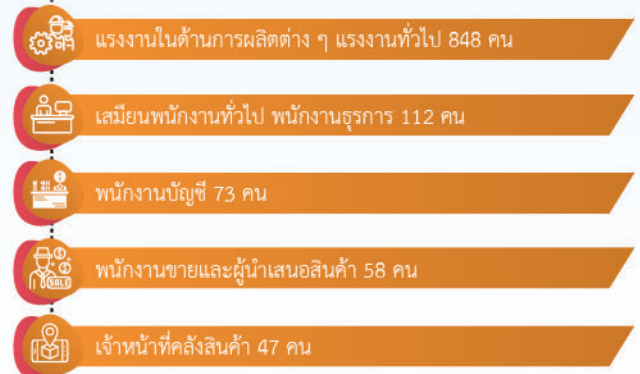 แรงงานในด้านการผลิตต่าง ๆ แรงงานทั่วไป 848 คน
เสมียนพนักงานทั่วไป พนักงานธุรการ 112 คน
พนักงานบัญชี 73 คน
พนักงานขายและผู้นำเสนอสินค้า 58 คน
SALE
เจ้าหน้าที่คลังสินค้า 47 คน